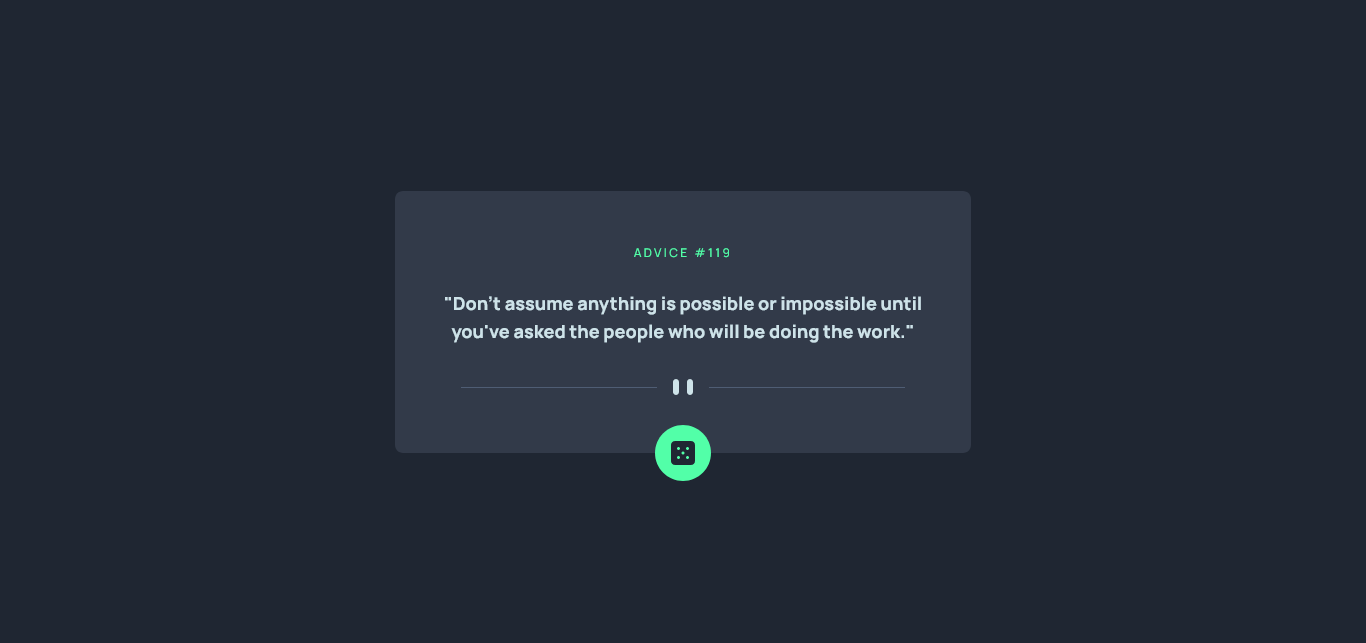 ADVICE #119
"Don’t assume anything is possible or impossible until
you've asked the people who will be doing the work."